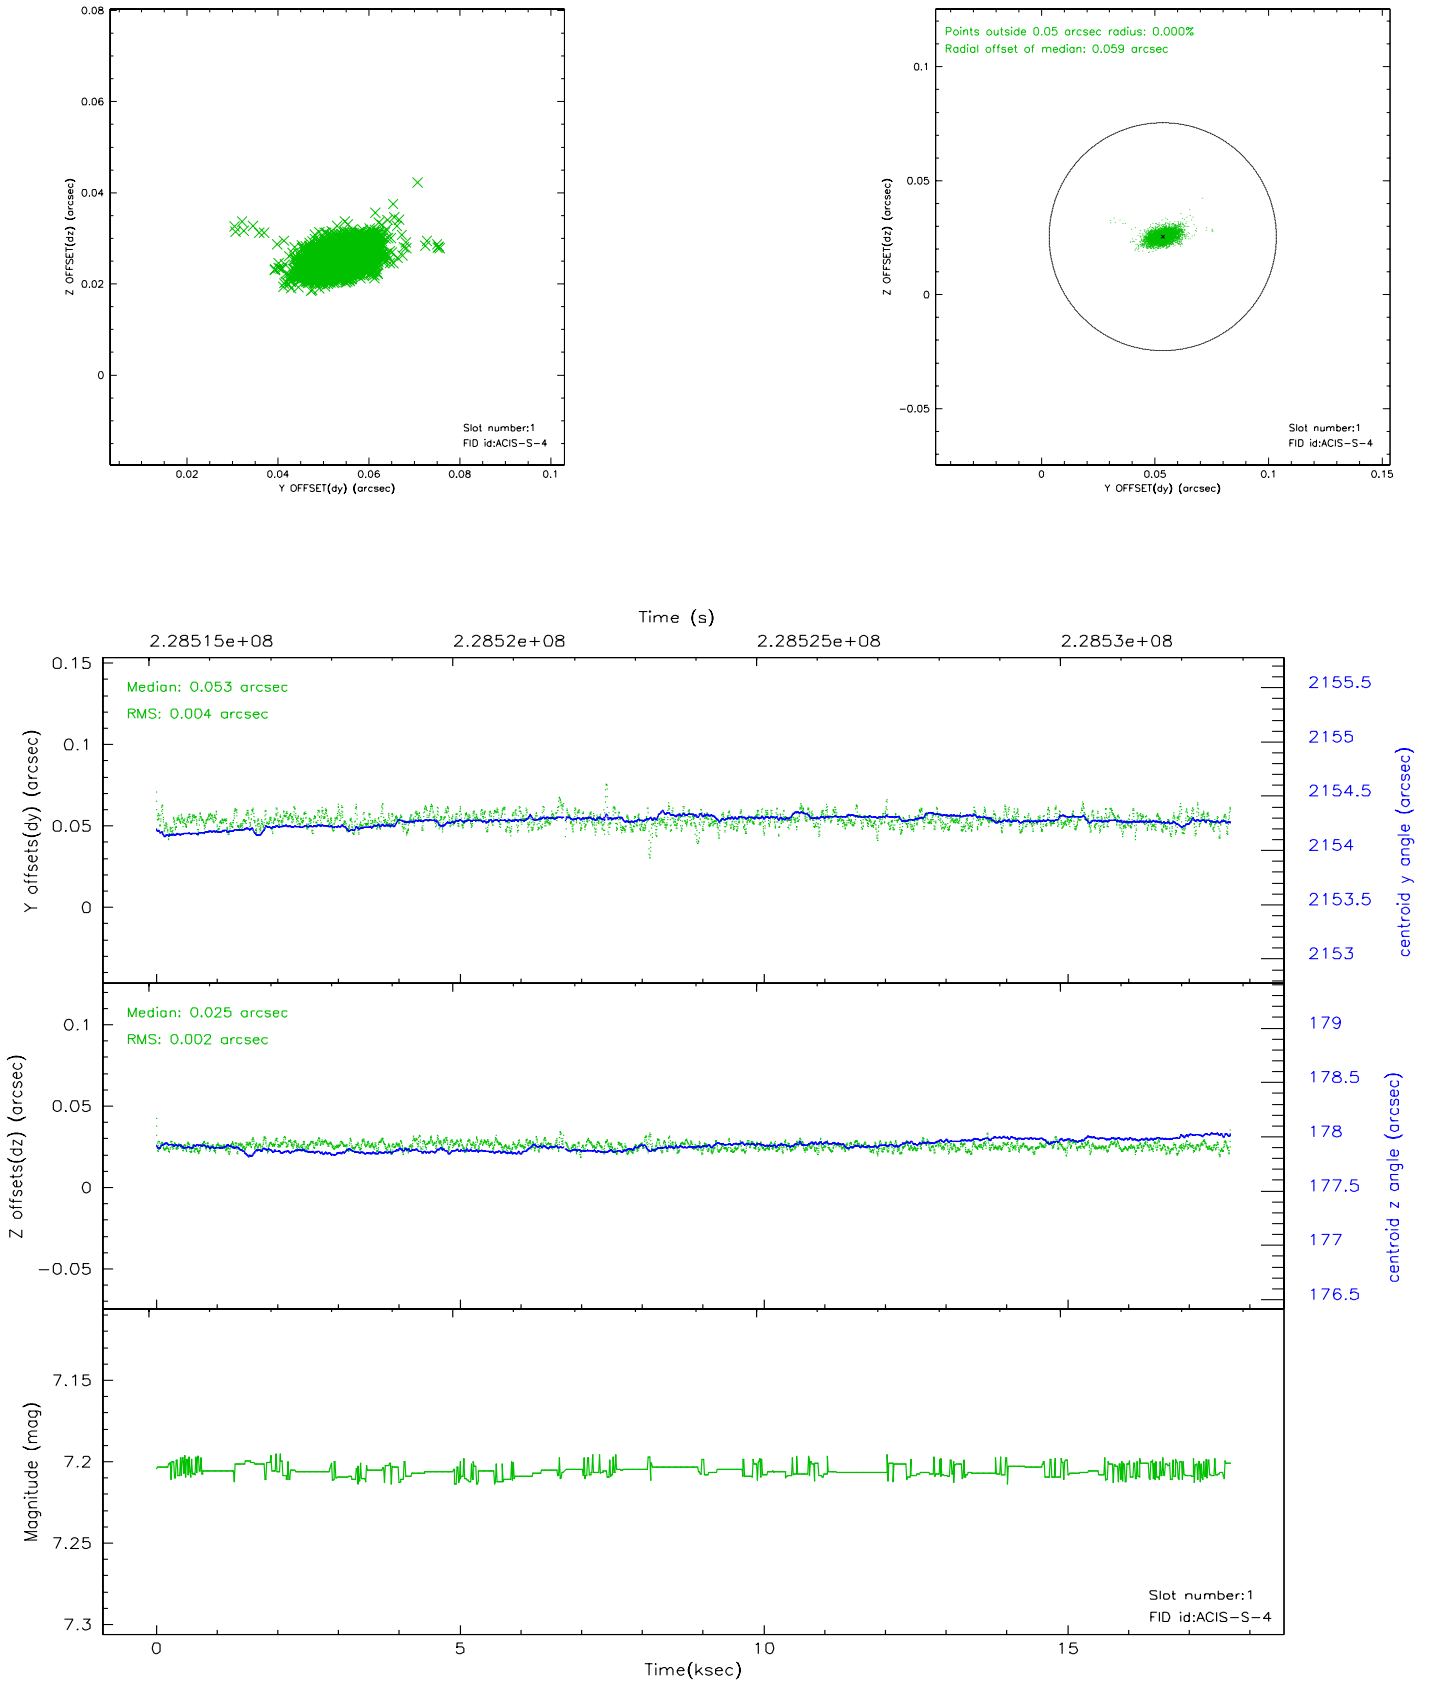 0.08
0.06
0.04
0.02
0
Z OFFSET(dz) (arcsec)
Slot number:1
FID id:ACIS-S-4
0.02 0.04 0.06 0.08 0.1
Y OFFSET(dy) (arcsec)
Points outside 0.05 arcsec radius: 0.000%
Radial offset of median: 0.059 arcsec
0.1
0.05
0
-0.05
Z OFFSET(dz) (arcsec)
Slot number:1
FID id:ACIS-S-4
0 0.05 0.1 0.15
Y OFFSET(dy) (arcsec)
Time (s)
2.28515e+08 2.2852e+08 2.28525e+08 2.2853e+08
0.15
0.1
0.05
0
Y offsets(dy) (arcsec)
Median: 0.053 arcsec
RMS: 0.004 arcsec
2155.5
2155
2154.5
2154
2153.5
2153
centroid y angle (arcsec)
0.1
0.05
0
-0.05
Z offsets(dz) (arcsec)
Median: 0.025 arcsec
RMS: 0.002 arcsec
179
178.5
178
177.5
177
176.5
centroid z angle (arcsec)
7.15
7.2
7.25
7.3
Magnitude (mag)
Slot number:1
FID id:ACIS-S-4
0 5 10 15
Time(ksec)